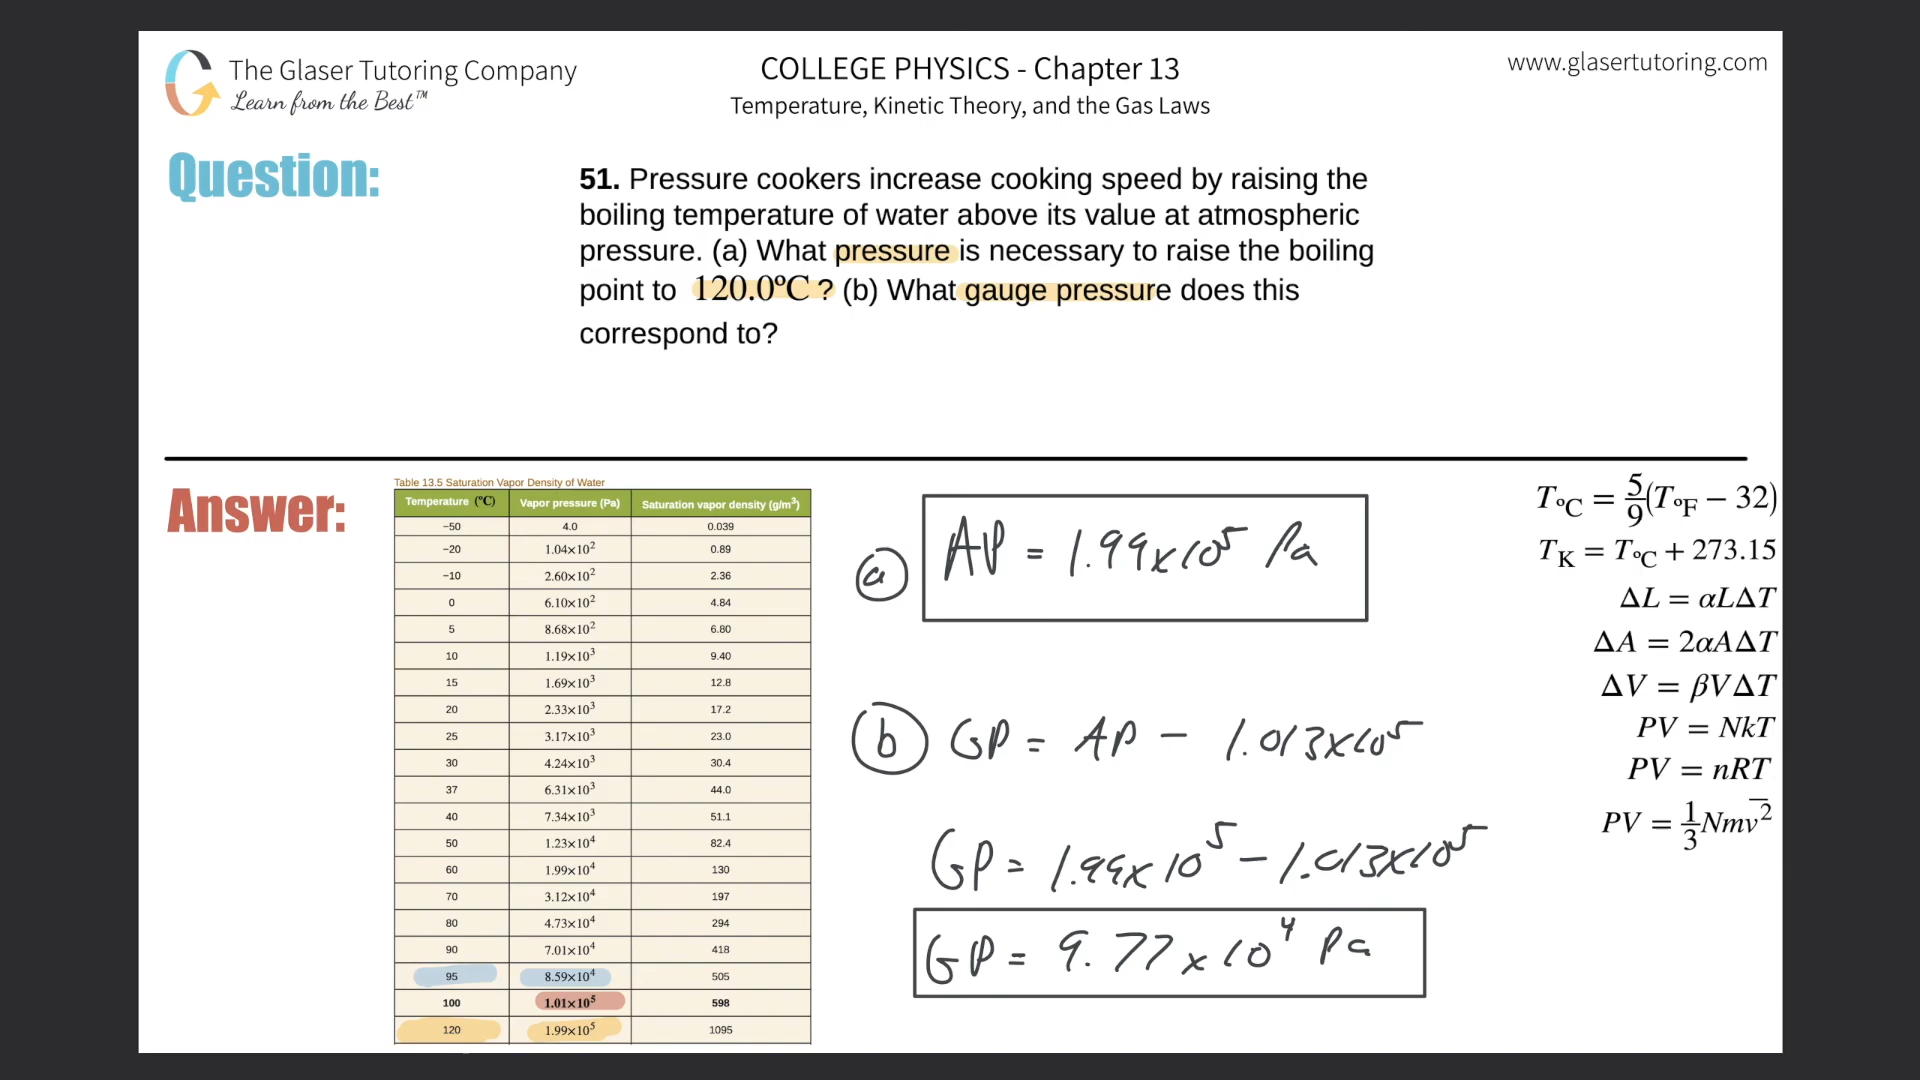 The Glaser Tutoring Company
Learn from the Best™
COLLEGE PHYSICS - Chapter 13
Temperature, Kinetic Theory, and the Gas Laws
www.glasertutoring.com
Question:
51. Pressure cookers increase cooking speed by raising the
boiling temperature of water above its value at atmospheric
pressure. (a) What pressure is necessary to raise the boiling
point to 120.0ºC ? (b) What gauge pressure does this
correspond to?
Answer:
Table 13.5 Saturation Vapor Density of Water
Temperature (ºC) Vapor pressure (Pa) Saturation vapor density (g/m³)
−50 4.0 0.039
−20 1.04×10² 0.89
−10 2.60×10² 2.36
0 6.10×10² 4.84
5 8.68×10² 6.80
10 1.19×10³ 9.40
15 1.69×10³ 12.8
20 2.33×10³ 17.2
25 3.17×10³ 23.0
30 4.24×10³ 30.4
37 6.31×10³ 44.0
40 7.34×10³ 51.1
50 1.23×10⁴ 82.4
60 1.99×10⁴ 130
70 3.12×10⁴ 197
80 4.73×10⁴ 294
90 7.01×10⁴ 418
95 8.59×10⁴ 505
100 1.01×10⁵ 598
120 1.99×10⁵ 1095
a AP = 1.99x10⁵ Pa
b GP = AP − 1.013x10⁵
GP = 1.99x10⁵ − 1.013x10⁵
GP = 9.77x10⁴ Pa
TºC = 5/9(TºF − 32)
TK = TºC + 273.15
ΔL = αLΔT
ΔA = 2αAΔT
ΔV = βVΔT
PV = NkT
PV = nRT
PV = 1/3Nmv̅²